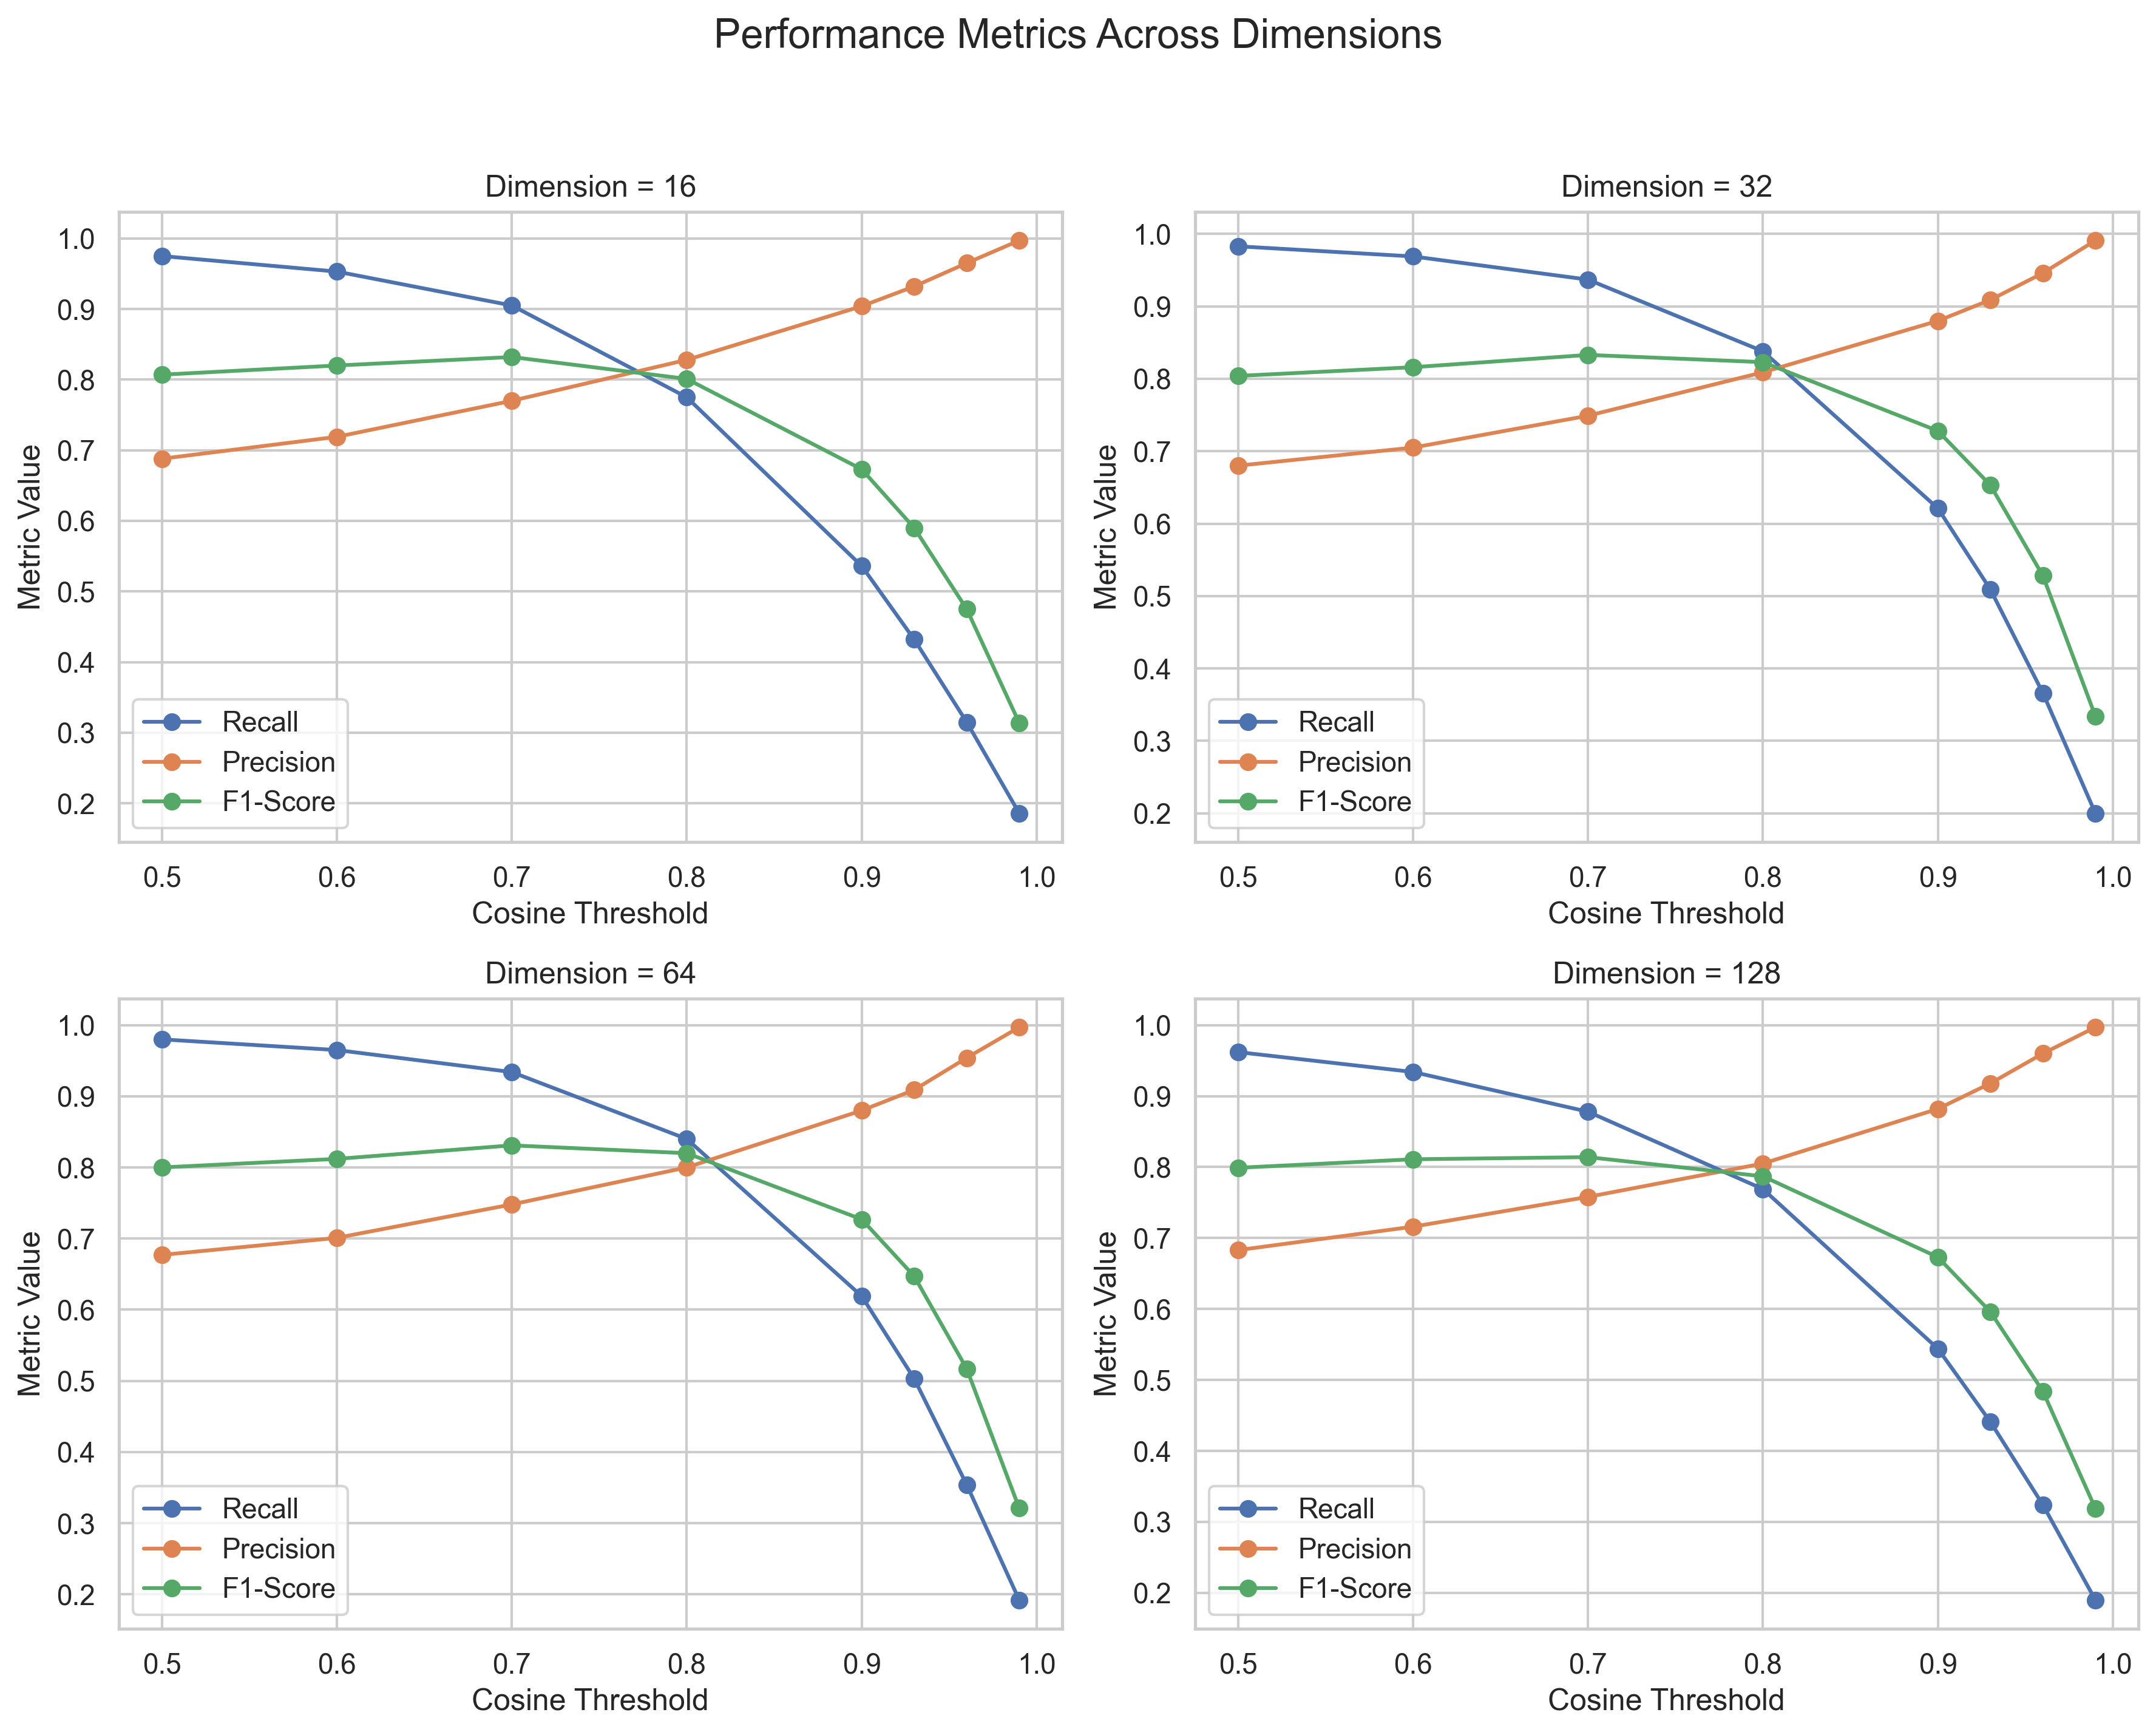 Performance Metrics Across Dimensions
Dimension = 16
Metric Value
1.0
0.9
0.8
0.7
0.6
0.5
0.4
0.3
0.2
Recall
Precision
F1-Score
0.5 0.6 0.7 0.8 0.9 1.0
Cosine Threshold
Dimension = 32
Metric Value
1.0
0.9
0.8
0.7
0.6
0.5
0.4
0.3
0.2
Recall
Precision
F1-Score
0.5 0.6 0.7 0.8 0.9 1.0
Cosine Threshold
Dimension = 64
Metric Value
1.0
0.9
0.8
0.7
0.6
0.5
0.4
0.3
0.2
Recall
Precision
F1-Score
0.5 0.6 0.7 0.8 0.9 1.0
Cosine Threshold
Dimension = 128
Metric Value
1.0
0.9
0.8
0.7
0.6
0.5
0.4
0.3
0.2
Recall
Precision
F1-Score
0.5 0.6 0.7 0.8 0.9 1.0
Cosine Threshold